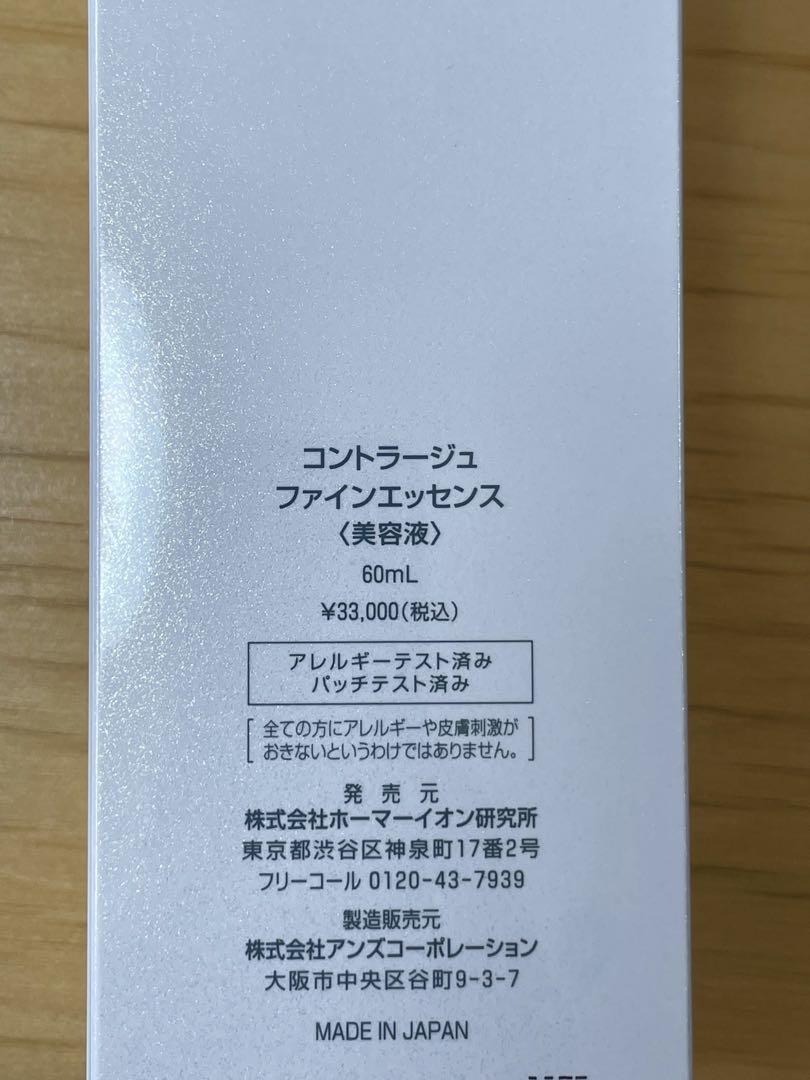 コントラージュ
ファインエッセンス
〈美容液〉
60mL
¥33,000(税込)
アレルギーテスト済み
パッチテスト済み
全ての方にアレルギーや皮膚刺激が
おきないというわけではありません。
発売元
株式会社ホーマーイオン研究所
東京都渋谷区神泉町17番2号
フリーコール 0120-43-7939
製造販売元
株式会社アンズコーポレーション
大阪市中央区谷町9-3-7
MADE IN JAPAN